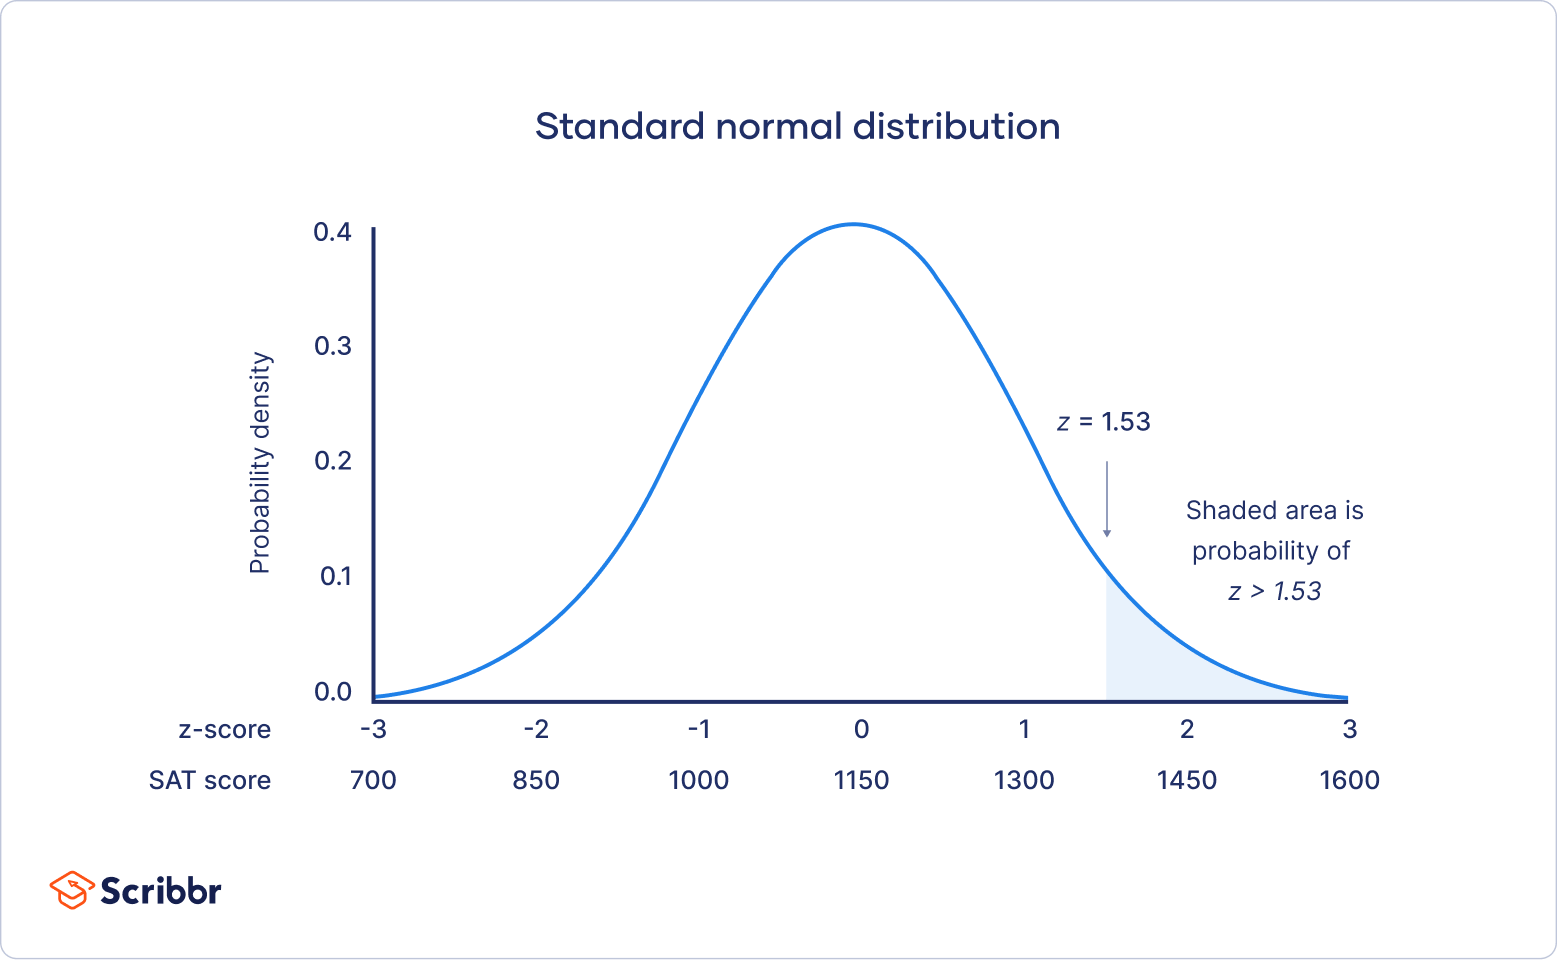 Standard normal distribution
Probability density
0.4
0.3
0.2
0.1
0.0
z = 1.53
Shaded area is
probability of
z > 1.53
z-score -3 -2 -1 0 1 2 3
SAT score 700 850 1000 1150 1300 1450 1600
Scribbr